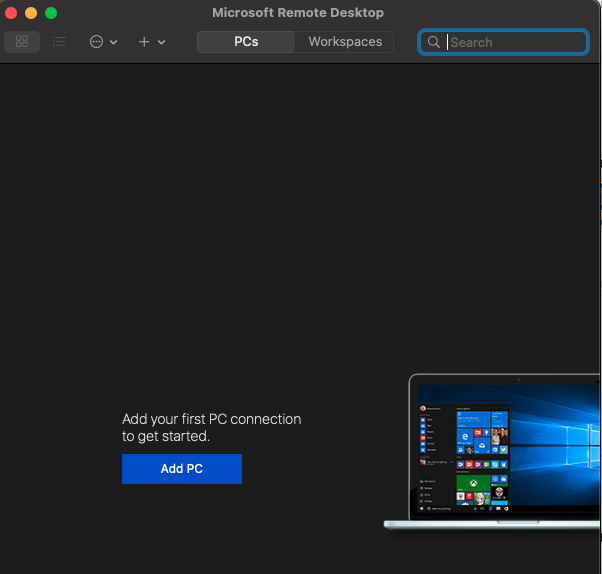 Microsoft Remote Desktop
PCs
Workspaces
Search
Add your first PC connection
to get started.
Add PC